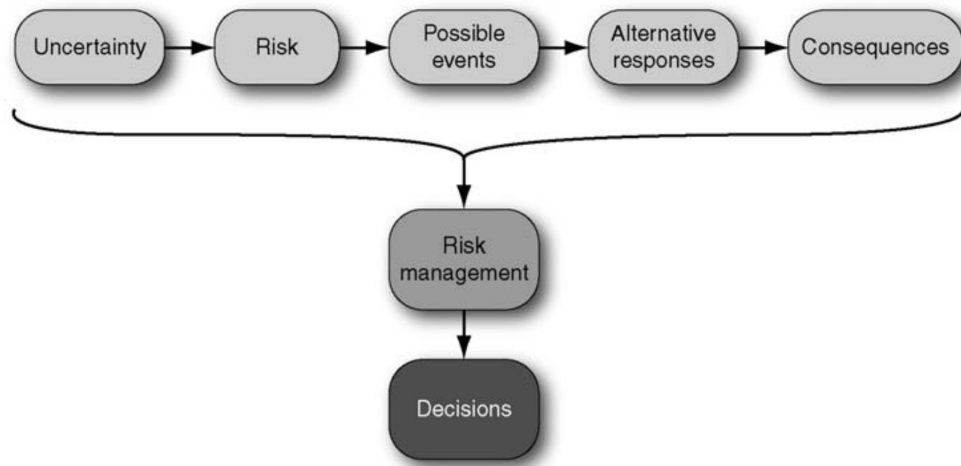 Uncertainty
Risk
Possible
events
Alternative
responses
Consequences
Risk
management
Decisions